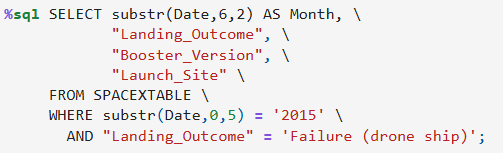 %sql SELECT substr(Date,6,2) AS Month, \
"Landing_Outcome", \
"Booster_Version", \
"Launch_Site" \
FROM SPACEXTABLE \
WHERE substr(Date,0,5) = '2015' \
AND "Landing_Outcome" = 'Failure (drone ship)';